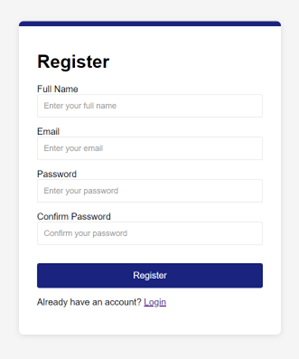 Register
Full Name
Enter your full name
Email
Enter your email
Password
Enter your password
Confirm Password
Confirm your password
Register
Already have an account? Login